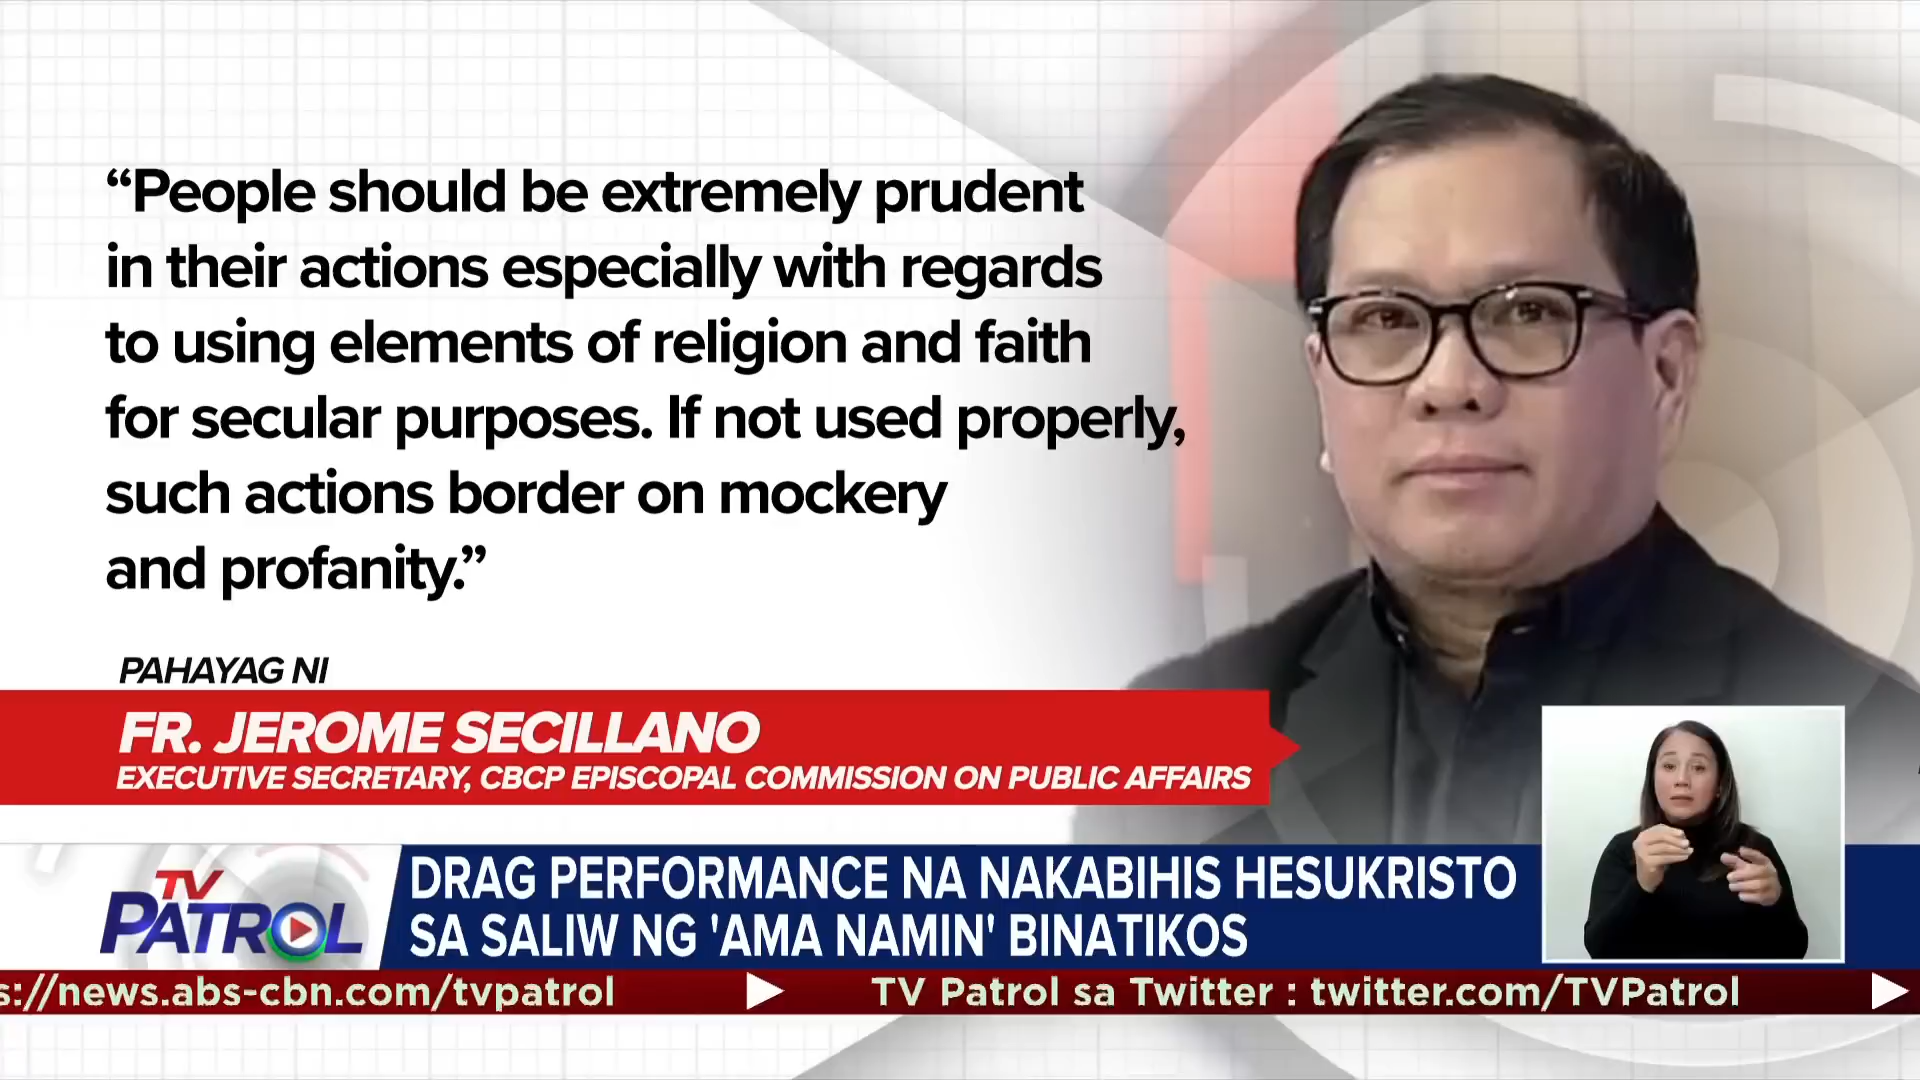 “People should be extremely prudent
in their actions especially with regards
to using elements of religion and faith
for secular purposes. If not used properly,
such actions border on mockery
and profanity.”
PAHAYAG NI
FR. JEROME SECILLANO
EXECUTIVE SECRETARY, CBCP EPISCOPAL COMMISSION ON PUBLIC AFFAIRS
TV
PATROL
DRAG PERFORMANCE NA NAKABIHIS HESUKRISTO
SA SALIW NG 'AMA NAMIN' BINATIKOS
s://news.abs-cbn.com/tvpatrol TV Patrol sa Twitter : twitter.com/TVPatrol